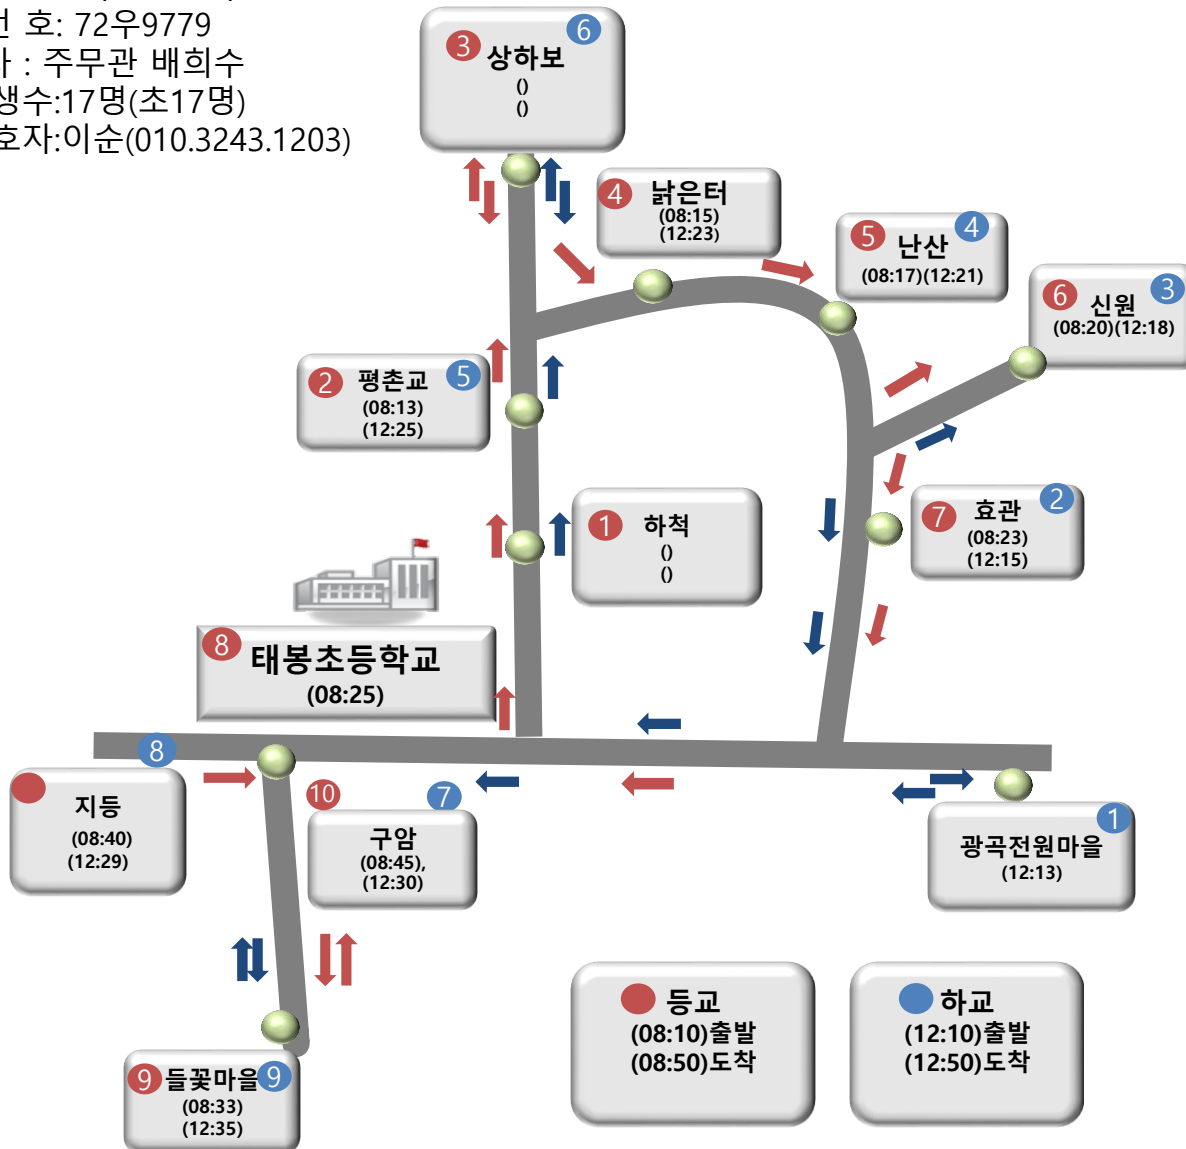 번 호: 72우9779
사 : 주무관 배희수
생수:17명(초17명)
호자:이순(010.3243.1203)
3 상하보 6
()
()
4 낡은터
(08:15)
(12:23)
5 난산 4
(08:17)(12:21)
6 신원 3
(08:20)(12:18)
2 평촌교 5
(08:13)
(12:25)
1 하척
()
()
7 효관 2
(08:23)
(12:15)
8 태봉초등학교
(08:25)
8
지등
(08:40)
(12:29)
10 7
구암
(08:45),
(12:30)
1
광곡전원마을
(12:13)
9 들꽃마을 9
(08:33)
(12:35)
등교
(08:10)출발
(08:50)도착
하교
(12:10)출발
(12:50)도착